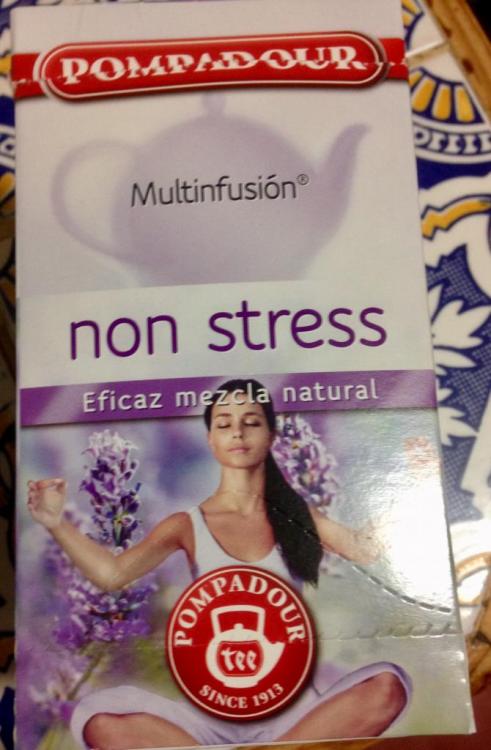 POMPADOUR
Multinfusión®
non stress
Eficaz mezcla natural
POMPADOUR
tee
SINCE 1913